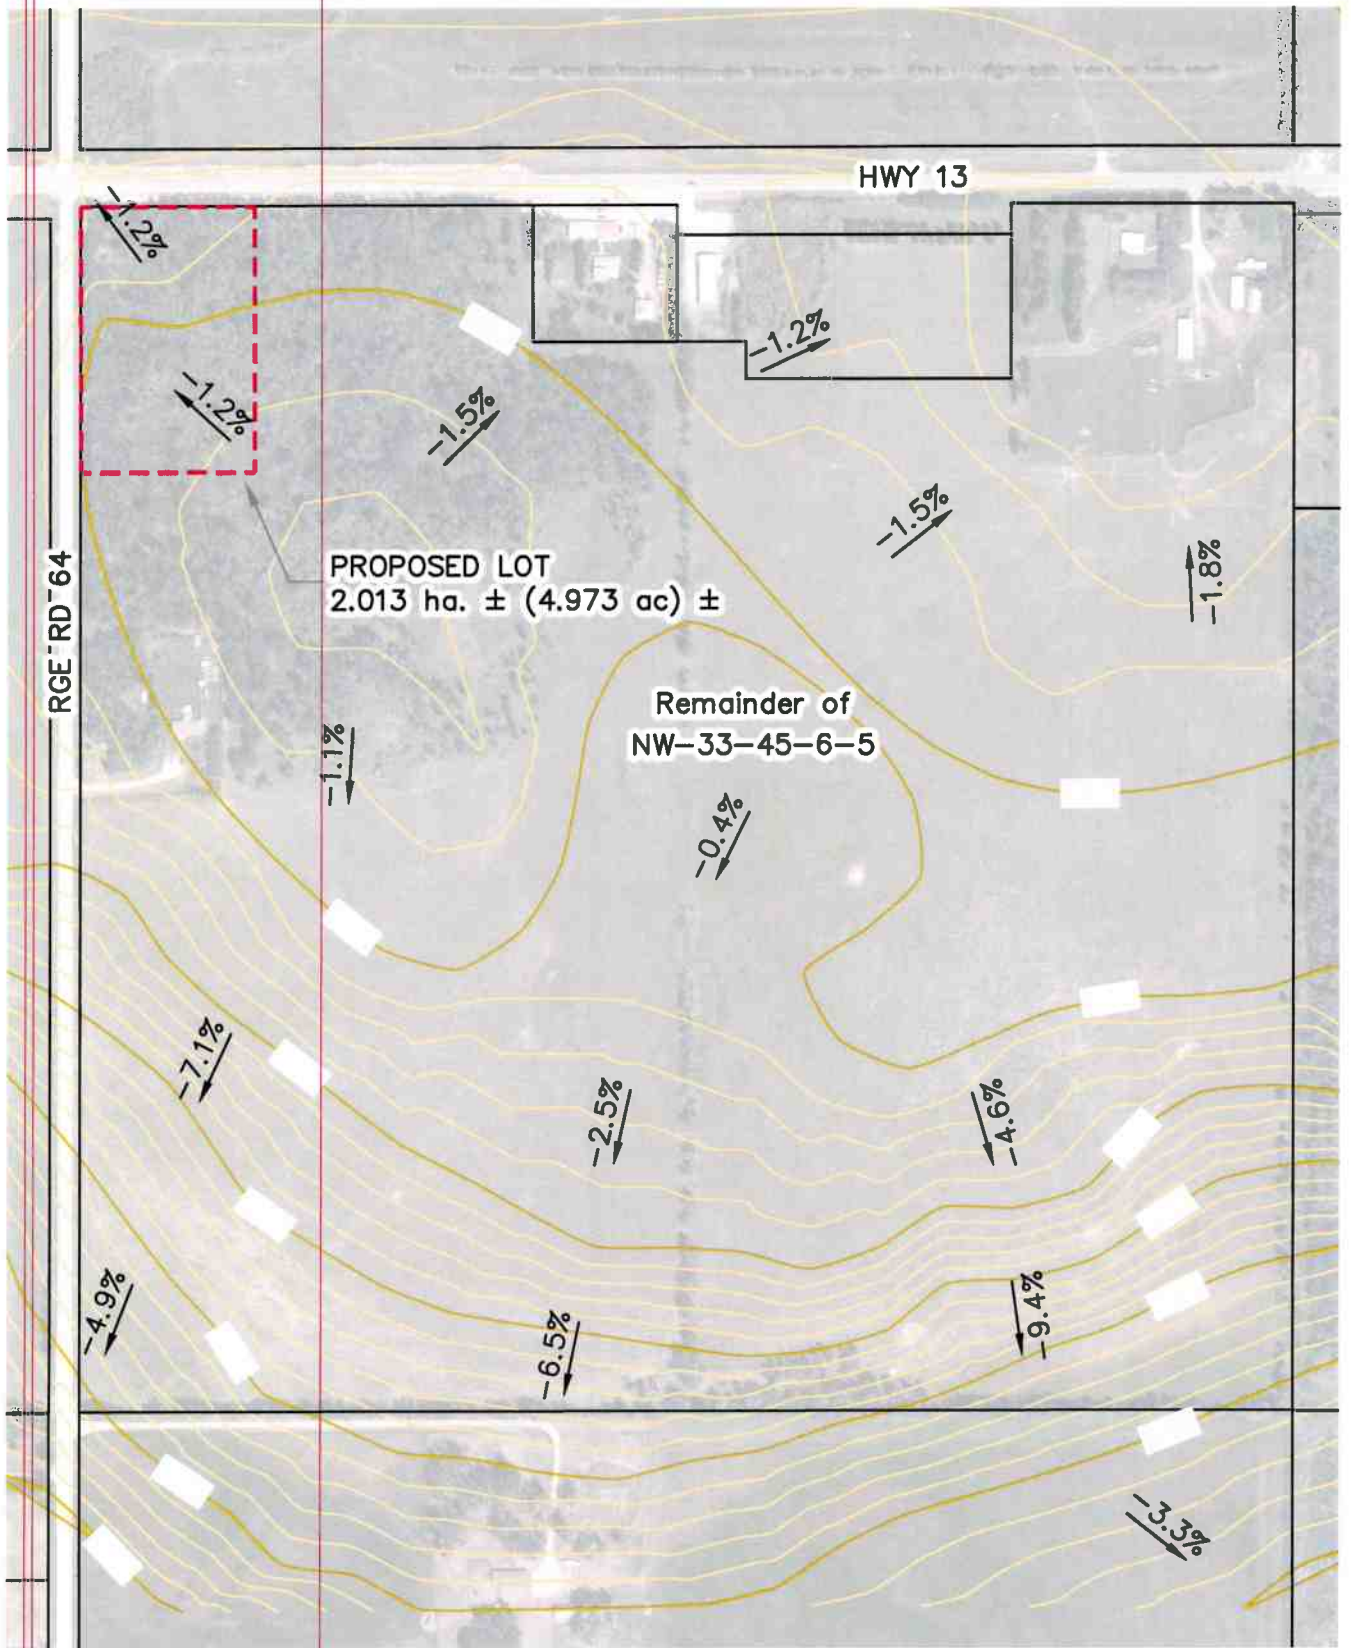 HWY 13
-1.2%
-1.2%
-1.2%
-1.5%
-1.5%
-1.8%
RGE RD 64
PROPOSED LOT
2.013 ha. ± (4.973 ac) ±
Remainder of
NW-33-45-6-5
-1.1%
-0.4%
-7.1%
-2.5%
-4.6%
-4.9%
-6.5%
-9.4%
-3.3%